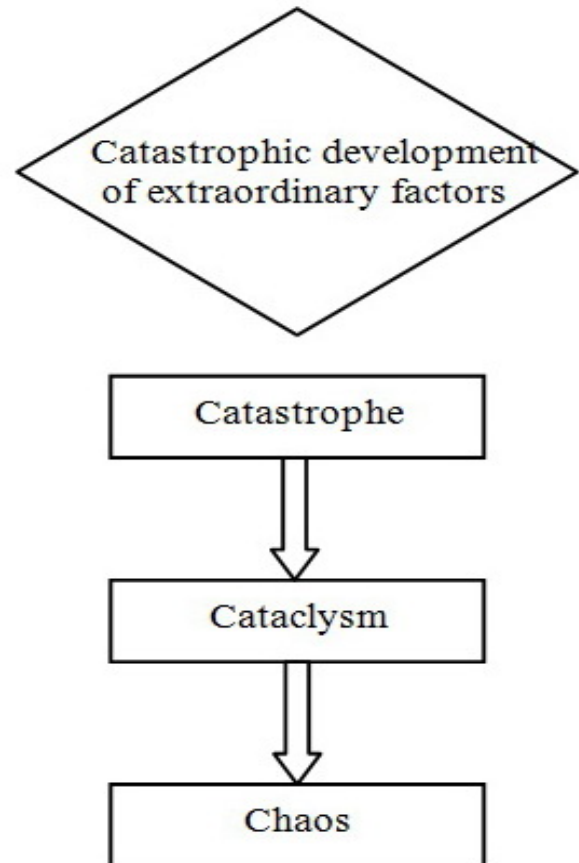 Catastrophic development
of extraordinary factors
Catastrophe
Cataclysm
Chaos